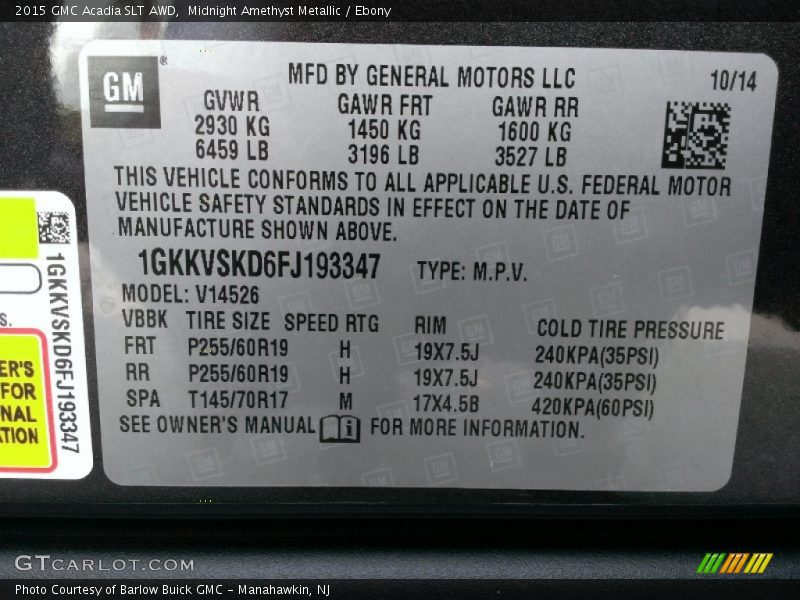 2015 GMC Acadia SLT AWD, Midnight Amethyst Metallic / Ebony
GM
MFD BY GENERAL MOTORS LLC
10/14
GVWR GAWR FRT GAWR RR
2930 KG 1450 KG 1600 KG
6459 LB 3196 LB 3527 LB
THIS VEHICLE CONFORMS TO ALL APPLICABLE U.S. FEDERAL MOTOR
VEHICLE SAFETY STANDARDS IN EFFECT ON THE DATE OF
MANUFACTURE SHOWN ABOVE.
1GKKVSKD6FJ193347 TYPE: M.P.V.
MODEL: V14526
VBBK TIRE SIZE SPEED RTG RIM COLD TIRE PRESSURE
FRT P255/60R19 H 19X7.5J 240KPA(35PSI)
RR P255/60R19 H 19X7.5J 240KPA(35PSI)
SPA T145/70R17 M 17X4.5B 420KPA(60PSI)
SEE OWNER'S MANUAL FOR MORE INFORMATION.
1GKKVSKD6FJ193347
S.
ER'S
FOR
NAL
TION
GTCARLOT.COM
Photo Courtesy of Barlow Buick GMC - Manahawkin, NJ